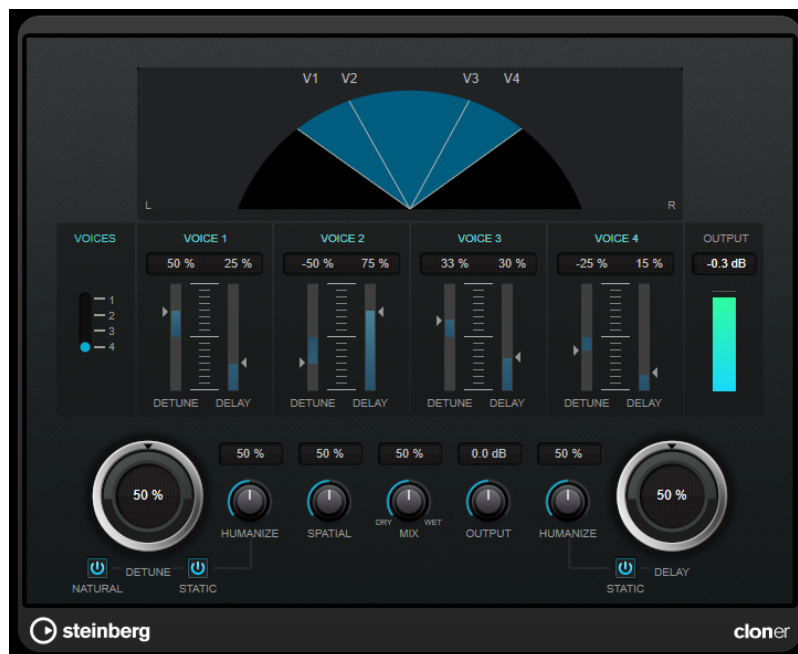 V1 V2 V3 V4
L R
VOICES VOICE 1 VOICE 2 VOICE 3 VOICE 4 OUTPUT
50 % 25 % -50 % 75 % 33 % 30 % -25 % 15 % -0.3 dB
1
2
3
4
DETUNE DELAY DETUNE DELAY DETUNE DELAY DETUNE DELAY
50 % 50 % 50 % 0.0 dB 50 %
50 % 50 %
DRY WET
HUMANIZE SPATIAL MIX OUTPUT HUMANIZE
DETUNE DELAY
NATURAL STATIC STATIC
steinberg cloner